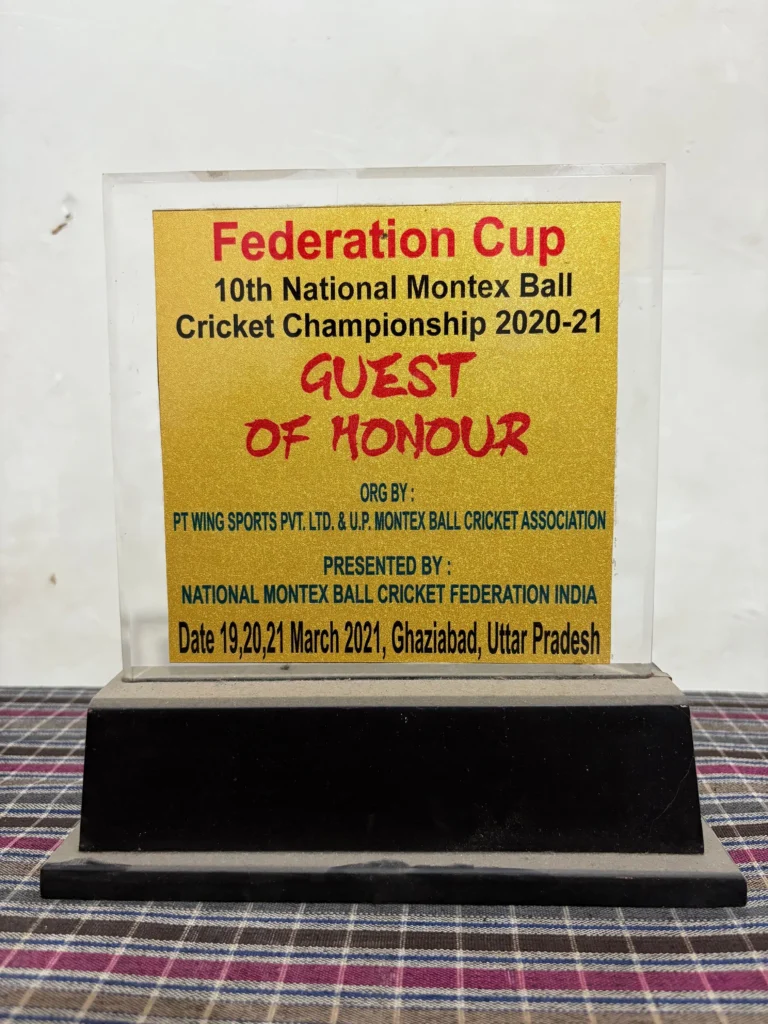 Federation Cup
10th National Montex Ball
Cricket Championship 2020-21
GUEST
OF HONOUR
ORG BY :
PT WING SPORTS PVT. LTD. & U.P. MONTEX BALL CRICKET ASSOCIATION
PRESENTED BY :
NATIONAL MONTEX BALL CRICKET FEDERATION INDIA
Date 19,20,21 March 2021, Ghaziabad, Uttar Pradesh